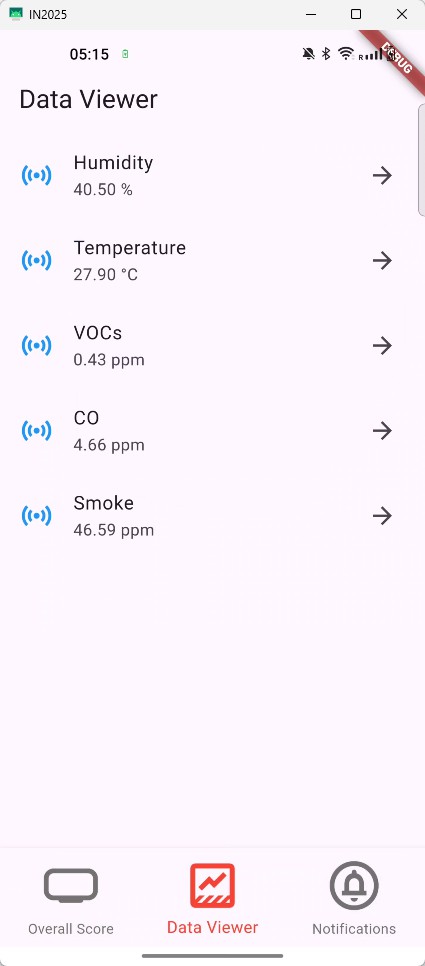 IN2025
05:15
R
DEBUG
Data Viewer
Humidity
40.50 %
Temperature
27.90 °C
VOCs
0.43 ppm
CO
4.66 ppm
Smoke
46.59 ppm
Overall Score
Data Viewer
Notifications